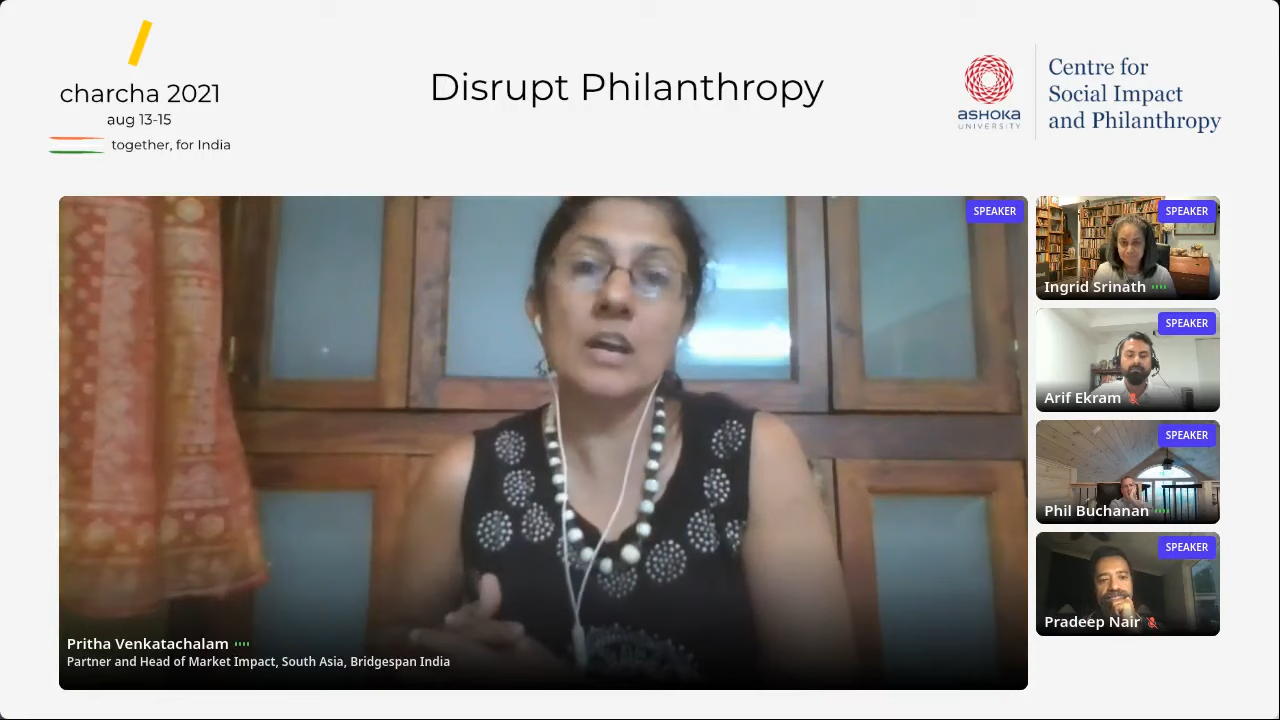 charcha 2021
aug 13-15
together, for India
Disrupt Philanthropy
ASHOKA
UNIVERSITY
Centre for
Social Impact
and Philanthropy
SPEAKER
Pritha Venkatachalam
Partner and Head of Market Impact, South Asia, Bridgespan India
SPEAKER
Ingrid Srinath
SPEAKER
Arif Ekram
SPEAKER
Phil Buchanan
SPEAKER
Pradeep Nair